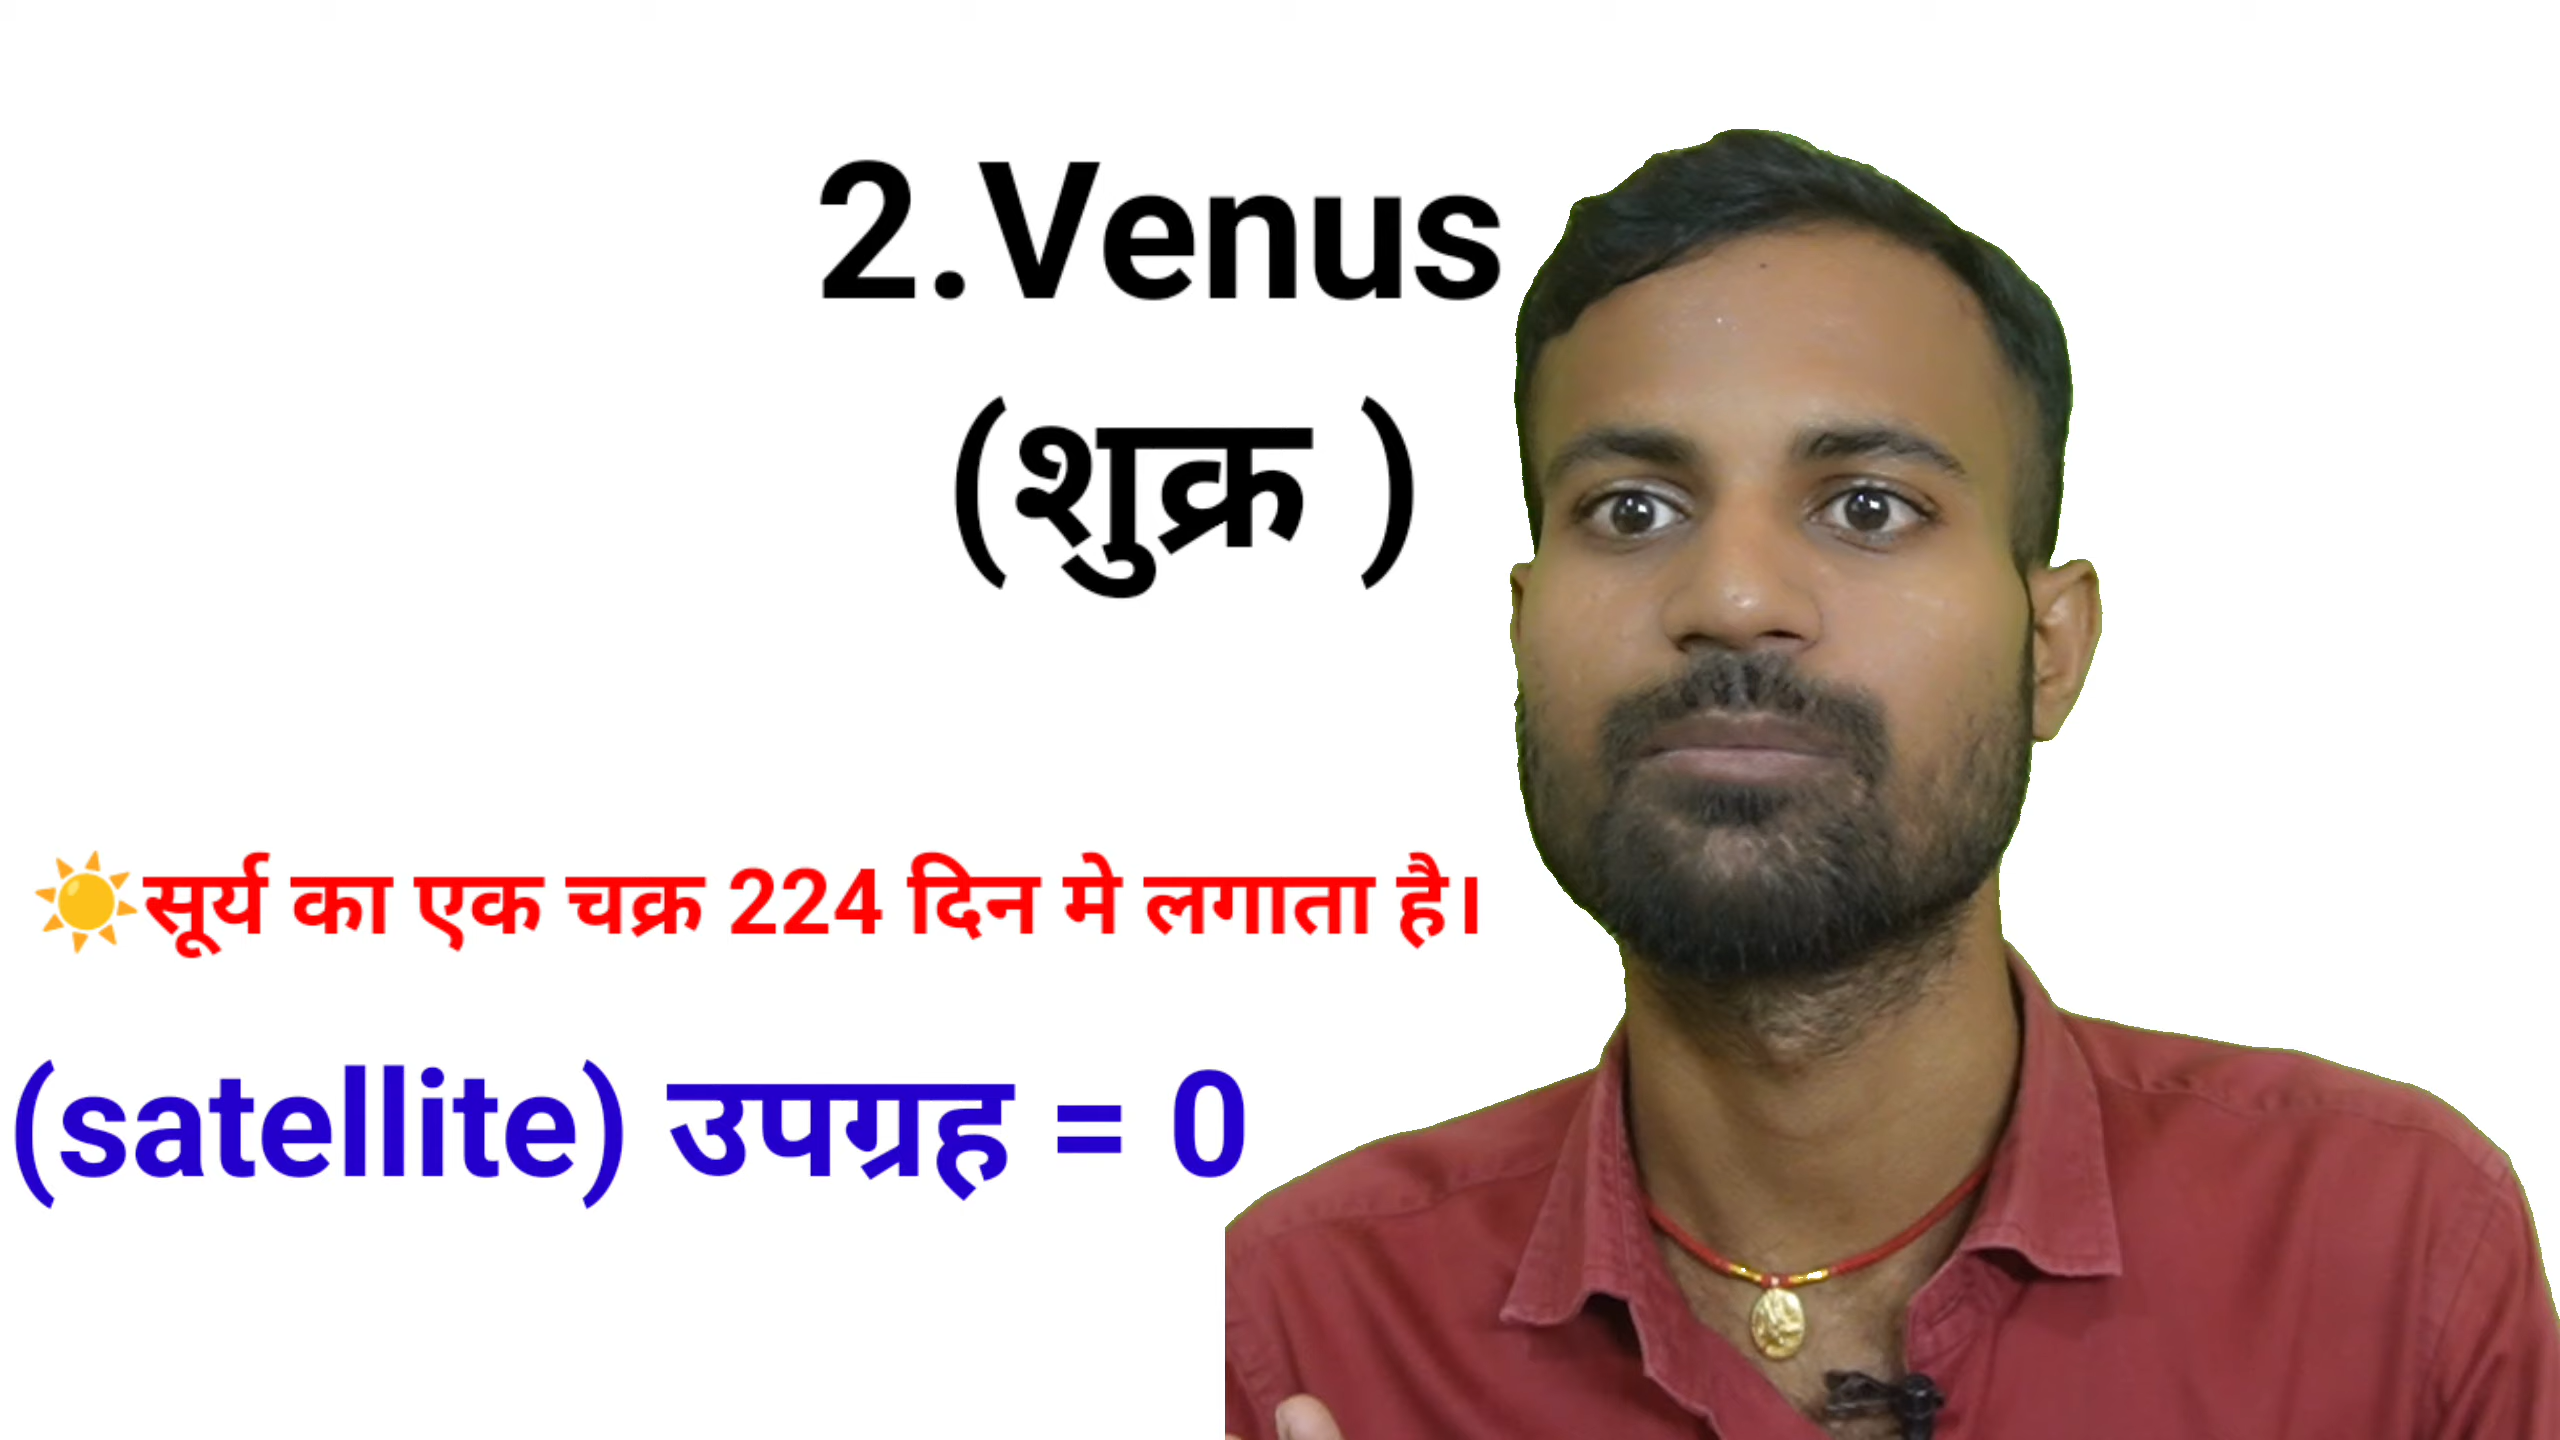 2.Venus
(शुक्र )
☀️सूर्य का एक चक्र 224 दिन मे लगाता है।
(satellite) उपग्रह = 0